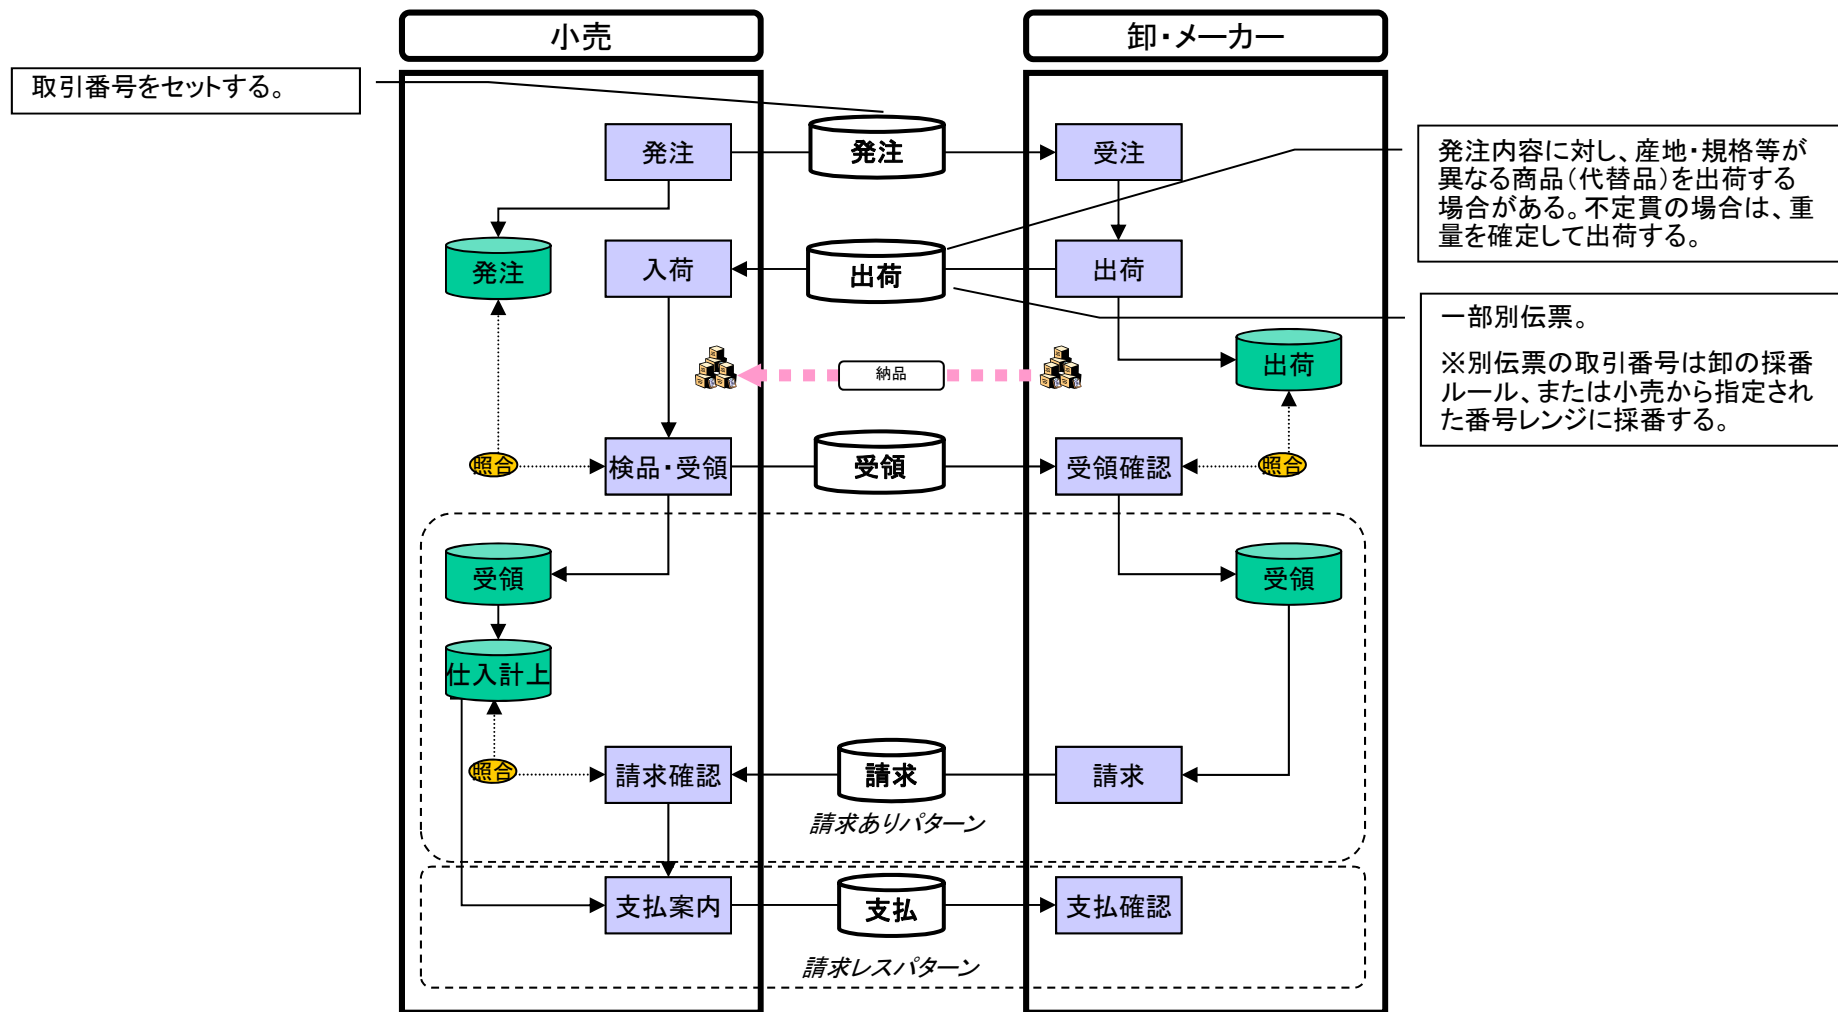 小売
卸・メーカー
取引番号をセットする。
発注
発注
受注
発注内容に対し、産地・規格等が
異なる商品（代替品）を出荷する
場合がある。不定貫の場合は、重
量を確定して出荷する。
発注
入荷
出荷
出荷
一部別伝票。
※別伝票の取引番号は卸の採番
ルール、または小売から指定され
た番号レンジに採番する。
出荷
納品
照合
検品・受領
受領
受領確認
照合
受領
受領
仕入計上
照合
請求確認
請求
請求
請求ありパターン
支払案内
支払
支払確認
請求レスパターン